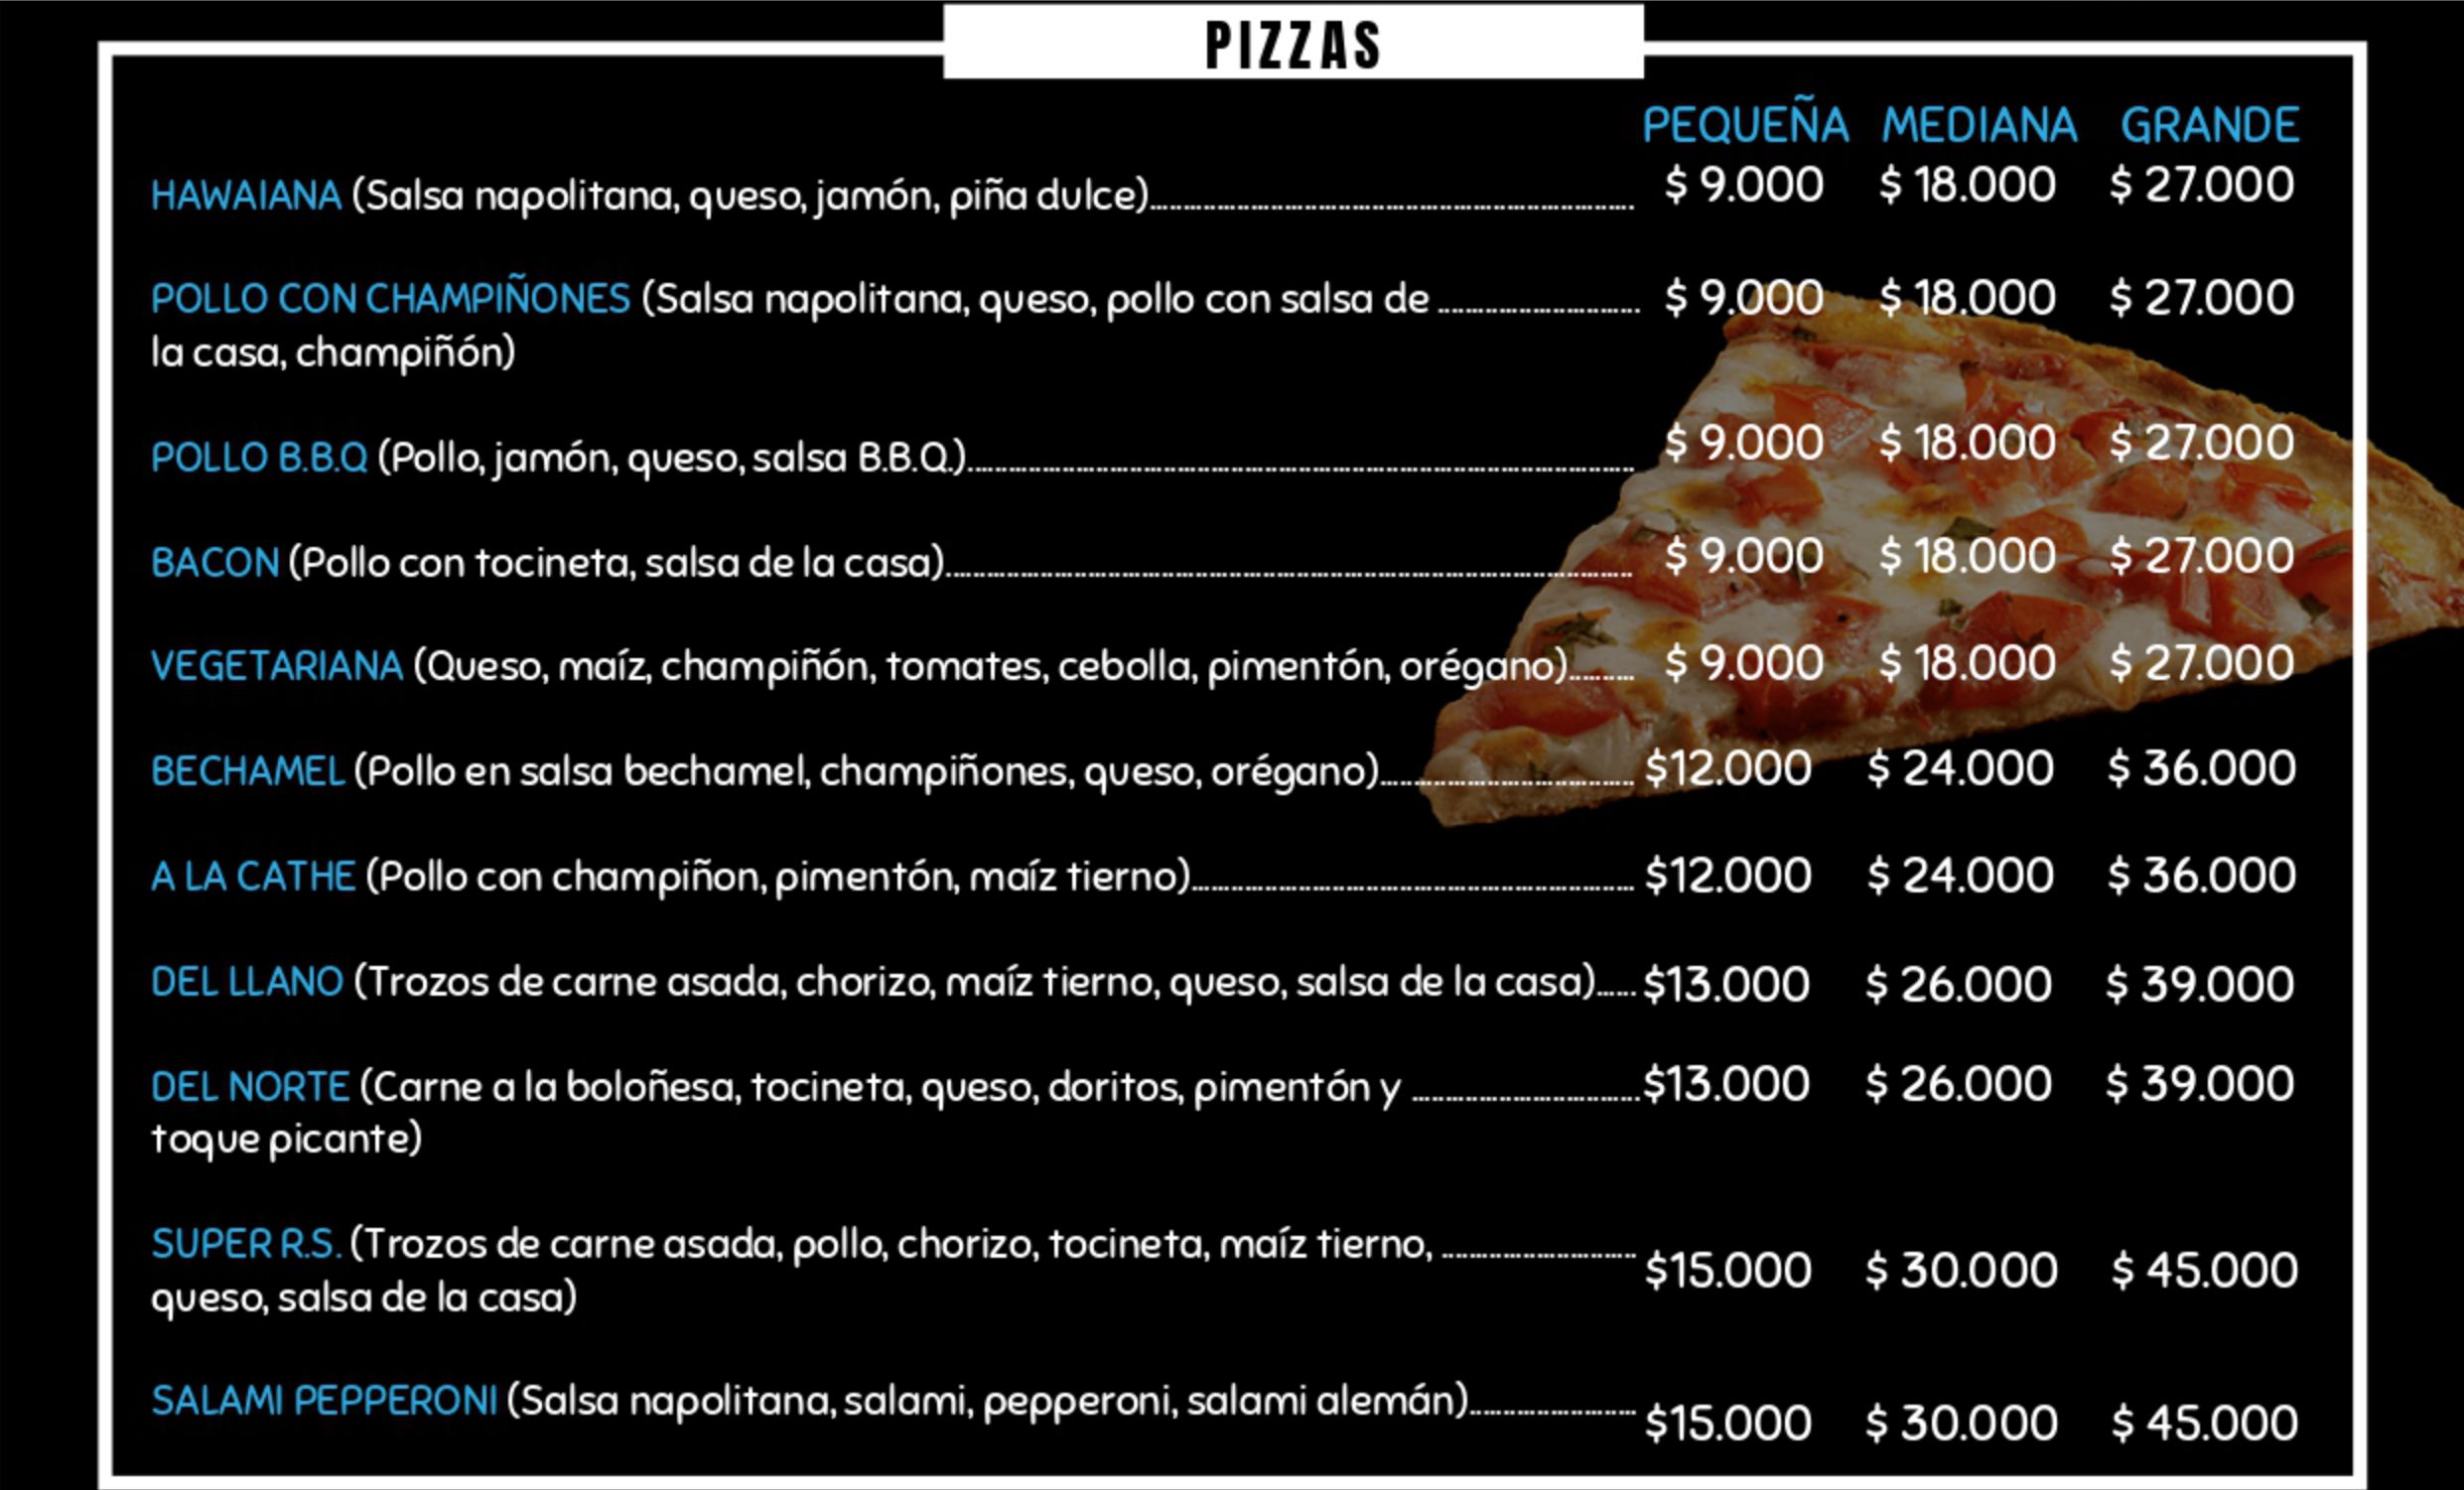 PIZZAS
PEQUEÑA MEDIANA GRANDE
HAWAIANA (Salsa napolitana, queso, jamón, piña dulce)........................ $ 9.000 $ 18.000 $ 27.000
POLLO CON CHAMPIÑONES (Salsa napolitana, queso, pollo con salsa de ........................ $ 9.000 $ 18.000 $ 27.000
la casa, champiñón)
POLLO B.B.Q (Pollo, jamón, queso, salsa B.B.Q.)........................ $ 9.000 $ 18.000 $ 27.000
BACON (Pollo con tocineta, salsa de la casa)........................ $ 9.000 $ 18.000 $ 27.000
VEGETARIANA (Queso, maíz, champiñón, tomates, cebolla, pimentón, orégano).......... $ 9.000 $ 18.000 $ 27.000
BECHAMEL (Pollo en salsa bechamel, champiñones, queso, orégano)........................ $12.000 $ 24.000 $ 36.000
A LA CATHE (Pollo con champiñon, pimentón, maíz tierno)........................ $12.000 $ 24.000 $ 36.000
DEL LLANO (Trozos de carne asada, chorizo, maíz tierno, queso, salsa de la casa)...... $13.000 $ 26.000 $ 39.000
DEL NORTE (Carne a la boloñesa, tocineta, queso, doritos, pimentón y ........................ $13.000 $ 26.000 $ 39.000
toque picante)
SUPER R.S. (Trozos de carne asada, pollo, chorizo, tocineta, maíz tierno, ........................ $15.000 $ 30.000 $ 45.000
queso, salsa de la casa)
SALAMI PEPPERONI (Salsa napolitana, salami, pepperoni, salami alemán)........................ $15.000 $ 30.000 $ 45.000